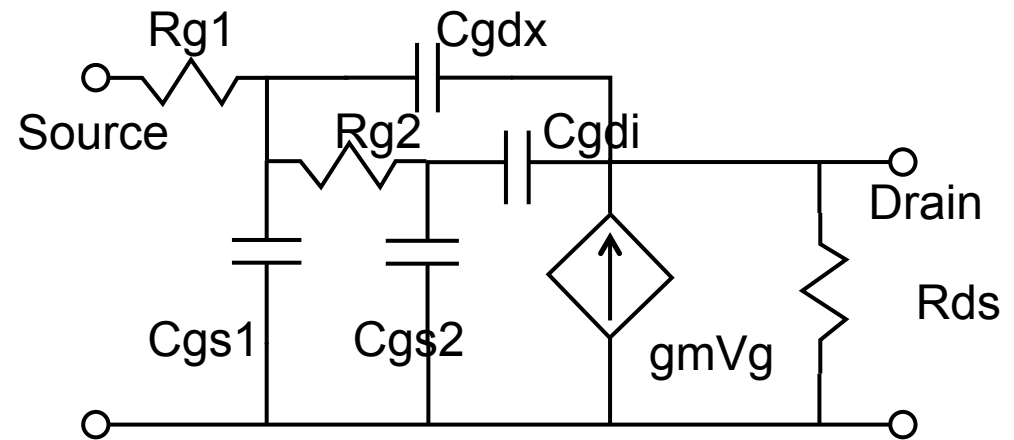 Rg1
Cgdx
Source
Rg2
Cgdi
Drain
Rds
Cgs1
Cgs2
gmVg